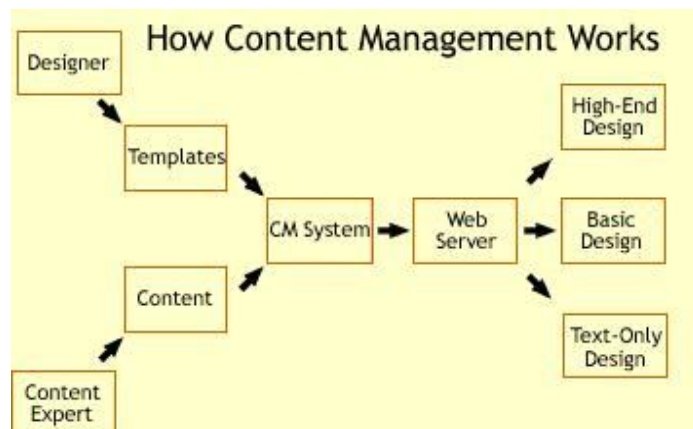 How Content Management Works
Designer
Templates
Content
Content
Expert
CM System
Web
Server
High-End
Design
Basic
Design
Text-Only
Design